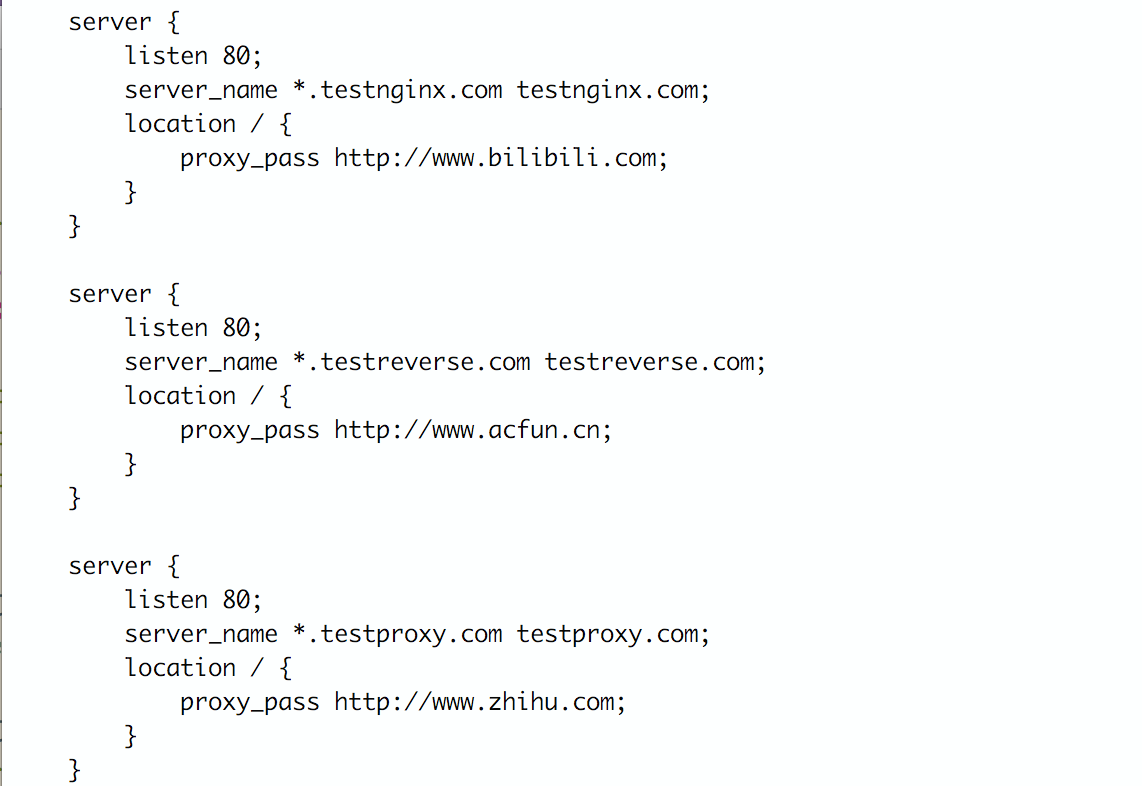 server {
    listen 80;
    server_name *.testnginx.com testnginx.com;
    location / {
        proxy_pass http://www.bilibili.com;
    }
}

server {
    listen 80;
    server_name *.testreverse.com testreverse.com;
    location / {
        proxy_pass http://www.acfun.cn;
    }
}

server {
    listen 80;
    server_name *.testproxy.com testproxy.com;
    location / {
        proxy_pass http://www.zhihu.com;
    }
}